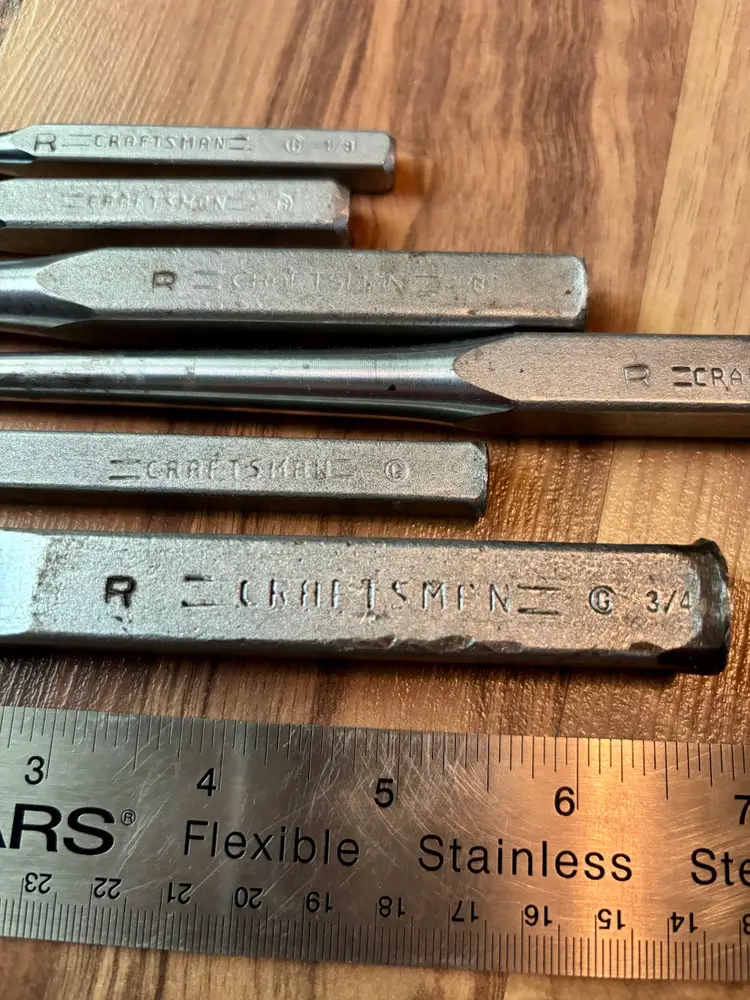 R =CRAFTSMAN= G 1/8
=CRAFTSMAN= G
R =CRAFTSMAN= G
R =CRA
=CRAFTSMAN= G
R =CRAFTSMAN= G 3/4
3 4 5 6 7
ARS® Flexible Stainless Ste
23 22 21 20 19 18 17 16 15 14